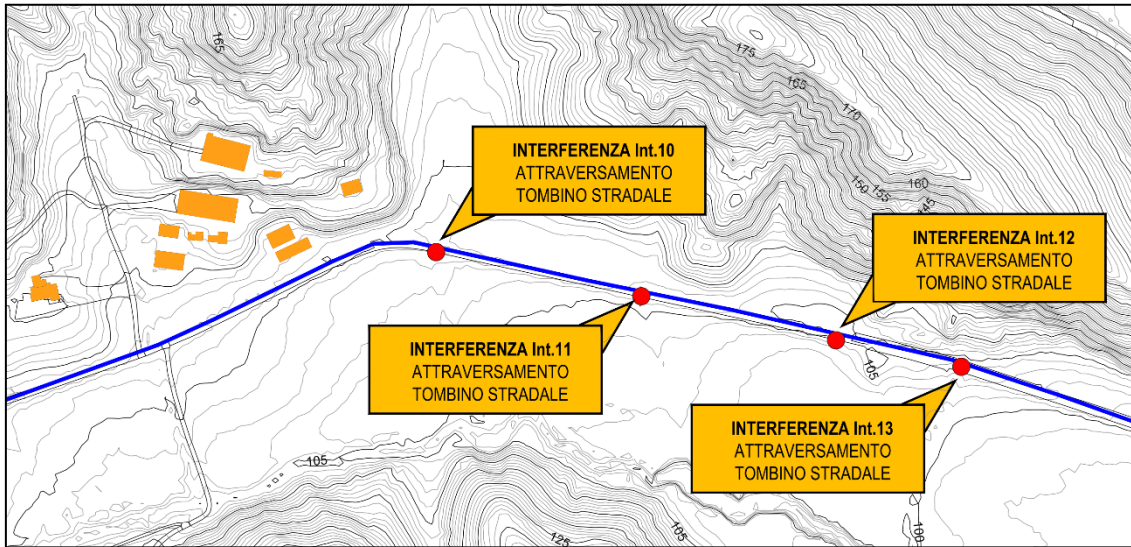 165
175
165
170
160
155
150
145
INTERFERENZA Int.10
ATTRAVERSAMENTO
TOMBINO STRADALE
INTERFERENZA Int.12
ATTRAVERSAMENTO
TOMBINO STRADALE
INTERFERENZA Int.11
ATTRAVERSAMENTO
TOMBINO STRADALE
105
INTERFERENZA Int.13
ATTRAVERSAMENTO
TOMBINO STRADALE
105
105
100
125